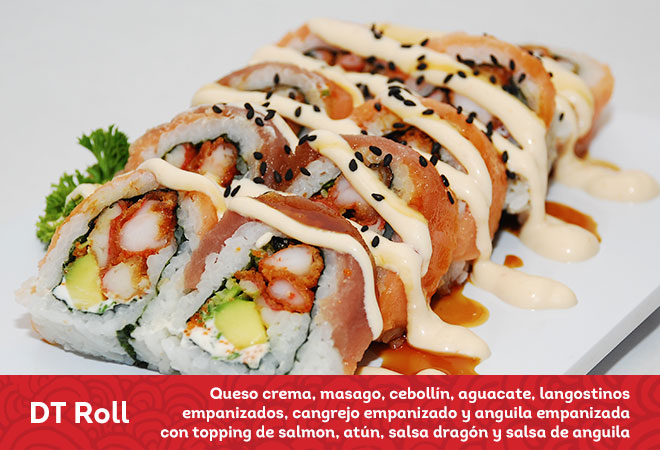 DT Roll
Queso crema, masago, cebollín, aguacate, langostinos
empanizados, cangrejo empanizado y anguila empanizada
con topping de salmon, atún, salsa dragón y salsa de anguila